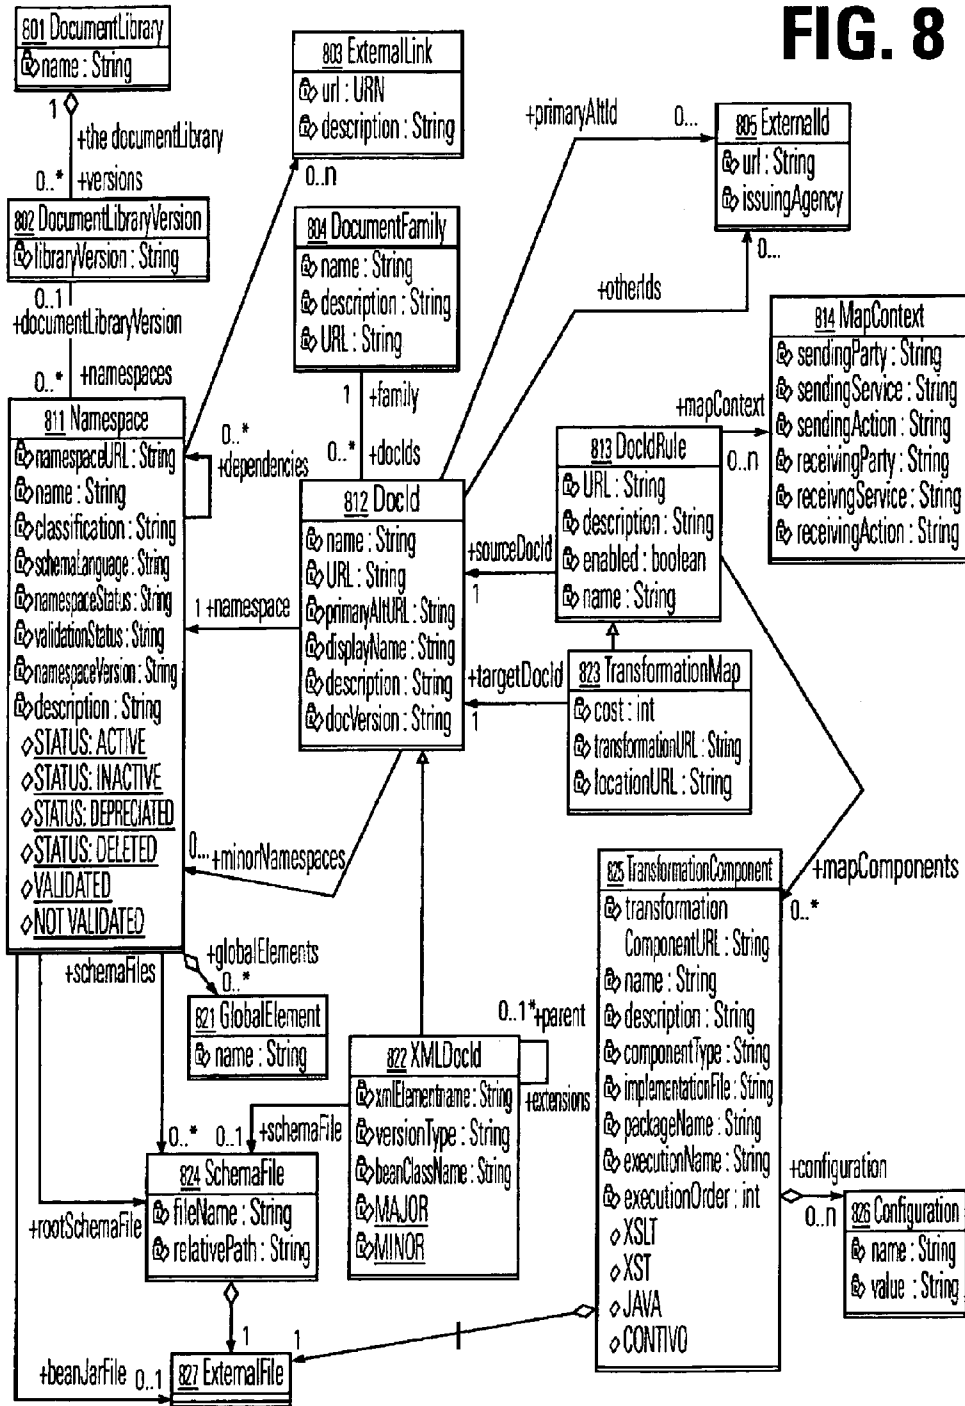 FIG. 8
801 DocumentLibrary
name : String
1
+the documentLibrary
0..* +versions
802 DocumentLibraryVersion
libraryVersion : String
0..1
+documentLibraryVersion
0..* +namespaces
803 ExternalLink
url : URN
description : String
0..n
804 DocumentFamily
name : String
description : String
URL : String
1 +family
0..* +docIds
+primaryAltId 0...
805 ExternalId
url : String
issuingAgency
0...
+otherIds
811 Namespace
namespaceURL : String
name : String
classification : String
schemaLanguage : String
namespaceStatus : String
validationStatus : String
namespaceVersion : String
description : String
STATUS: ACTIVE
STATUS: INACTIVE
STATUS: DEPRECIATED
STATUS: DELETED
VALIDATED
NOT VALIDATED
0..*
+dependencies
1 +namespace
812 DocId
name : String
URL : String
primaryAltURL : String
displayName : String
description : String
docVersion : String
+sourceDocId
1
+targetDocId
1
813 DocIdRule
URL : String
description : String
enabled : boolean
name : String
+mapContext
0..n
814 MapContext
sendingParty : String
sendingService : String
sendingAction : String
receivingParty : String
receivngService : String
receivingAction : String
823 TransformationMap
cost : int
transformationURL : String
locationURL : String
0... +minorNamespaces
+mapComponents
0..*
825 TransformationComponent
transformation
ComponentURL : String
name : String
description : String
componentType : String
implementationFile : String
packageName : String
executionName : String
executionOrder : int
XSLT
XST
JAVA
CONTIVO
+schemaFiles
+globalElements
0..*
821 GlobalElement
name : String
0..1*+parent
+extensions
822 XMLDocId
xmlElementname : String
versionType : String
beanClassName : String
MAJOR
MINOR
0..* 0..1 +schemaFile
824 SchemaFile
fileName : String
relativePath : String
+rootSchemaFile
+configuration
0..n
826 Configuration
name : String
value : String
1
1
+beanJarFile 0..1
827 ExternalFile